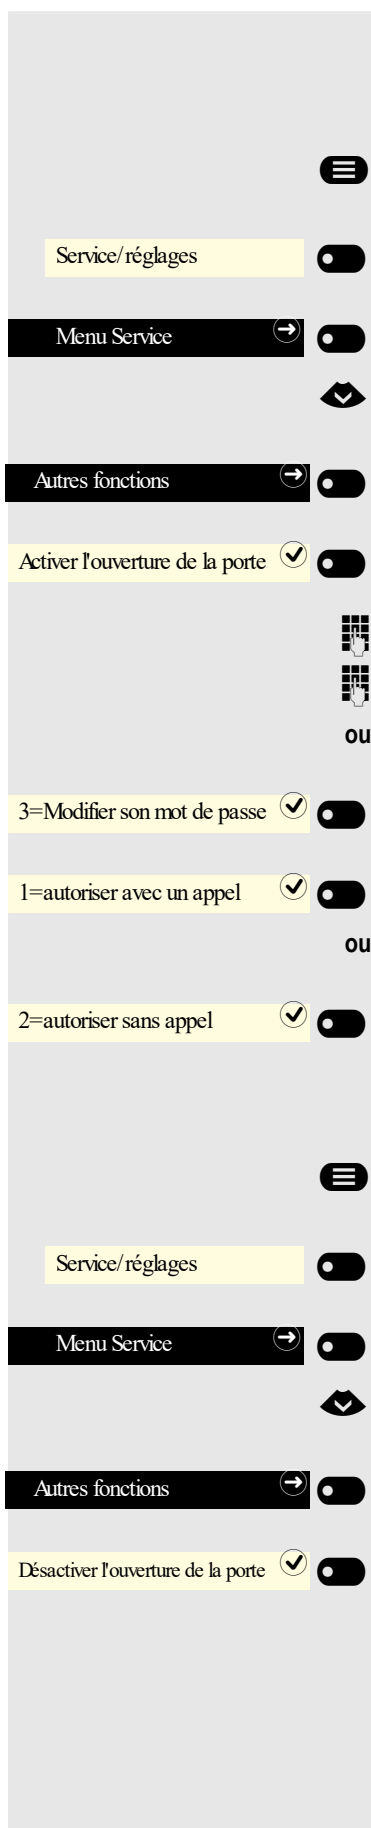 Service/réglages
Menu Service
Autres fonctions
Activer l'ouverture de la porte
ou
3=Modifier son mot de passe
1=autoriser avec un appel
ou
2=autoriser sans appel
Service/réglages
Menu Service
Autres fonctions
Désactiver l'ouverture de la porte